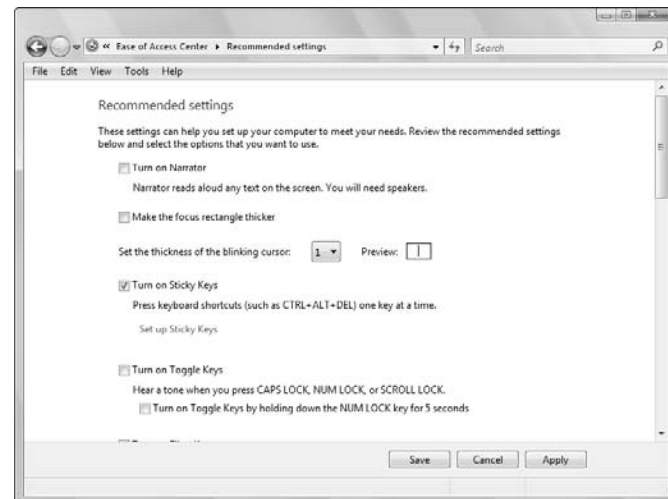 « Ease of Access Center ▸ Recommended settings Search
File Edit View Tools Help
Recommended settings
These settings can help you set up your computer to meet your needs. Review the recommended settings
below and select the options that you want to use.
Turn on Narrator
Narrator reads aloud any text on the screen. You will need speakers.
Make the focus rectangle thicker
Set the thickness of the blinking cursor: 1 Preview:
Turn on Sticky Keys
Press keyboard shortcuts (such as CTRL+ALT+DEL) one key at a time.
Set up Sticky Keys
Turn on Toggle Keys
Hear a tone when you press CAPS LOCK, NUM LOCK, or SCROLL LOCK.
Turn on Toggle Keys by holding down the NUM LOCK key for 5 seconds
Save Cancel Apply